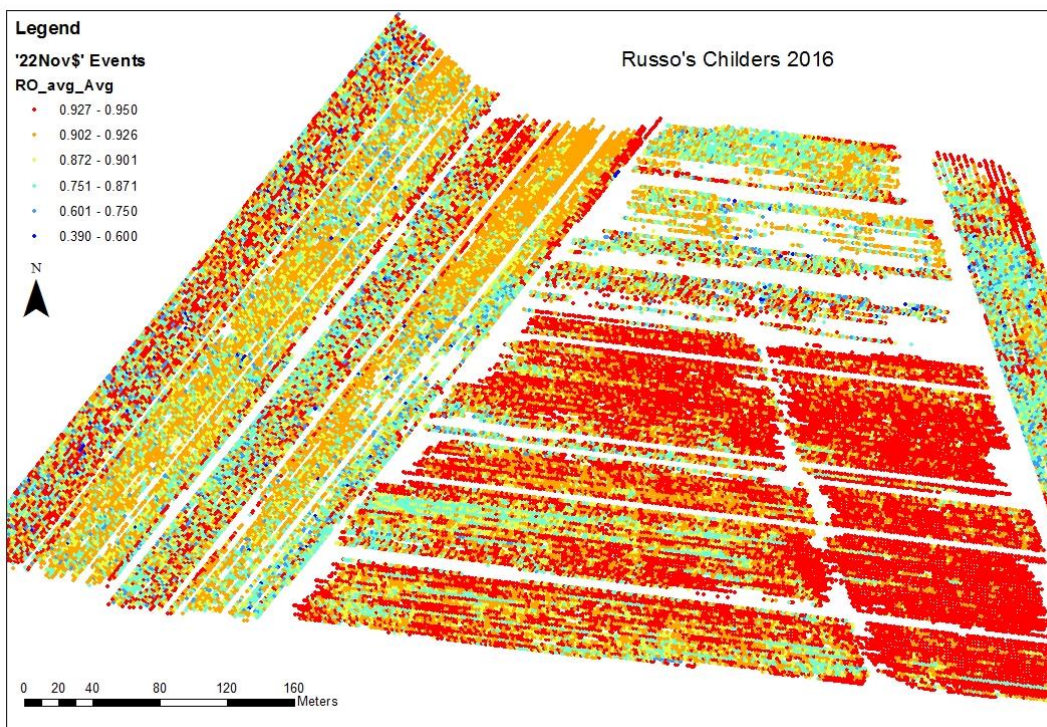 Legend
'22Nov$' Events
RO_avg_Avg
0.927 - 0.950
0.902 - 0.926
0.872 - 0.901
0.751 - 0.871
0.601 - 0.750
0.390 - 0.600
N
Russo's Childers 2016
0 20 40 80 120 160
Meters